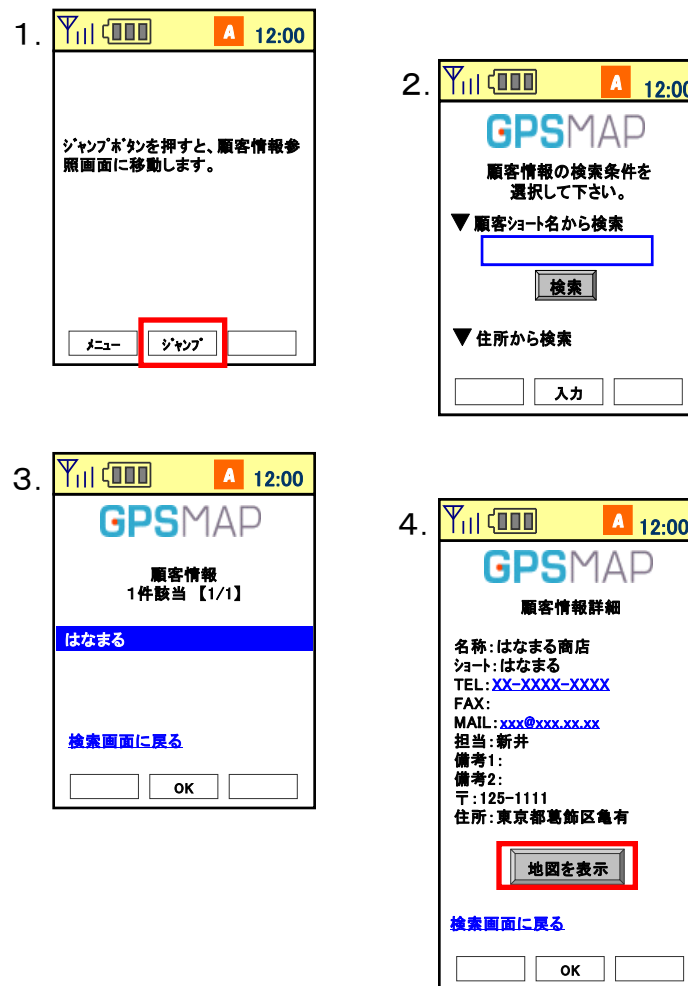 1.
A 12:00
ｼﾞｬﾝﾌﾟﾎﾞﾀﾝを押すと、顧客情報参
照画面に移動します。
ﾒﾆｭｰ ｼﾞｬﾝﾌﾟ
2.
A 12:00
GPSMAP
顧客情報の検索条件を
選択して下さい。
▼ 顧客ｼｮｰﾄ名から検索
検索
▼ 住所から検索
入力
3.
A 12:00
GPSMAP
顧客情報
1件該当 【1/1】
はなまる
検索画面に戻る
OK
4.
A 12:00
GPSMAP
顧客情報詳細
名称：はなまる商店
ｼｮｰﾄ：はなまる
TEL：XX-XXXX-XXXX
FAX：
MAIL：xxx@xxx.xx.xx
担当：新井
備考1：
備考2：
〒：125-1111
住所：東京都葛飾区亀有
地図を表示
検索画面に戻る
OK